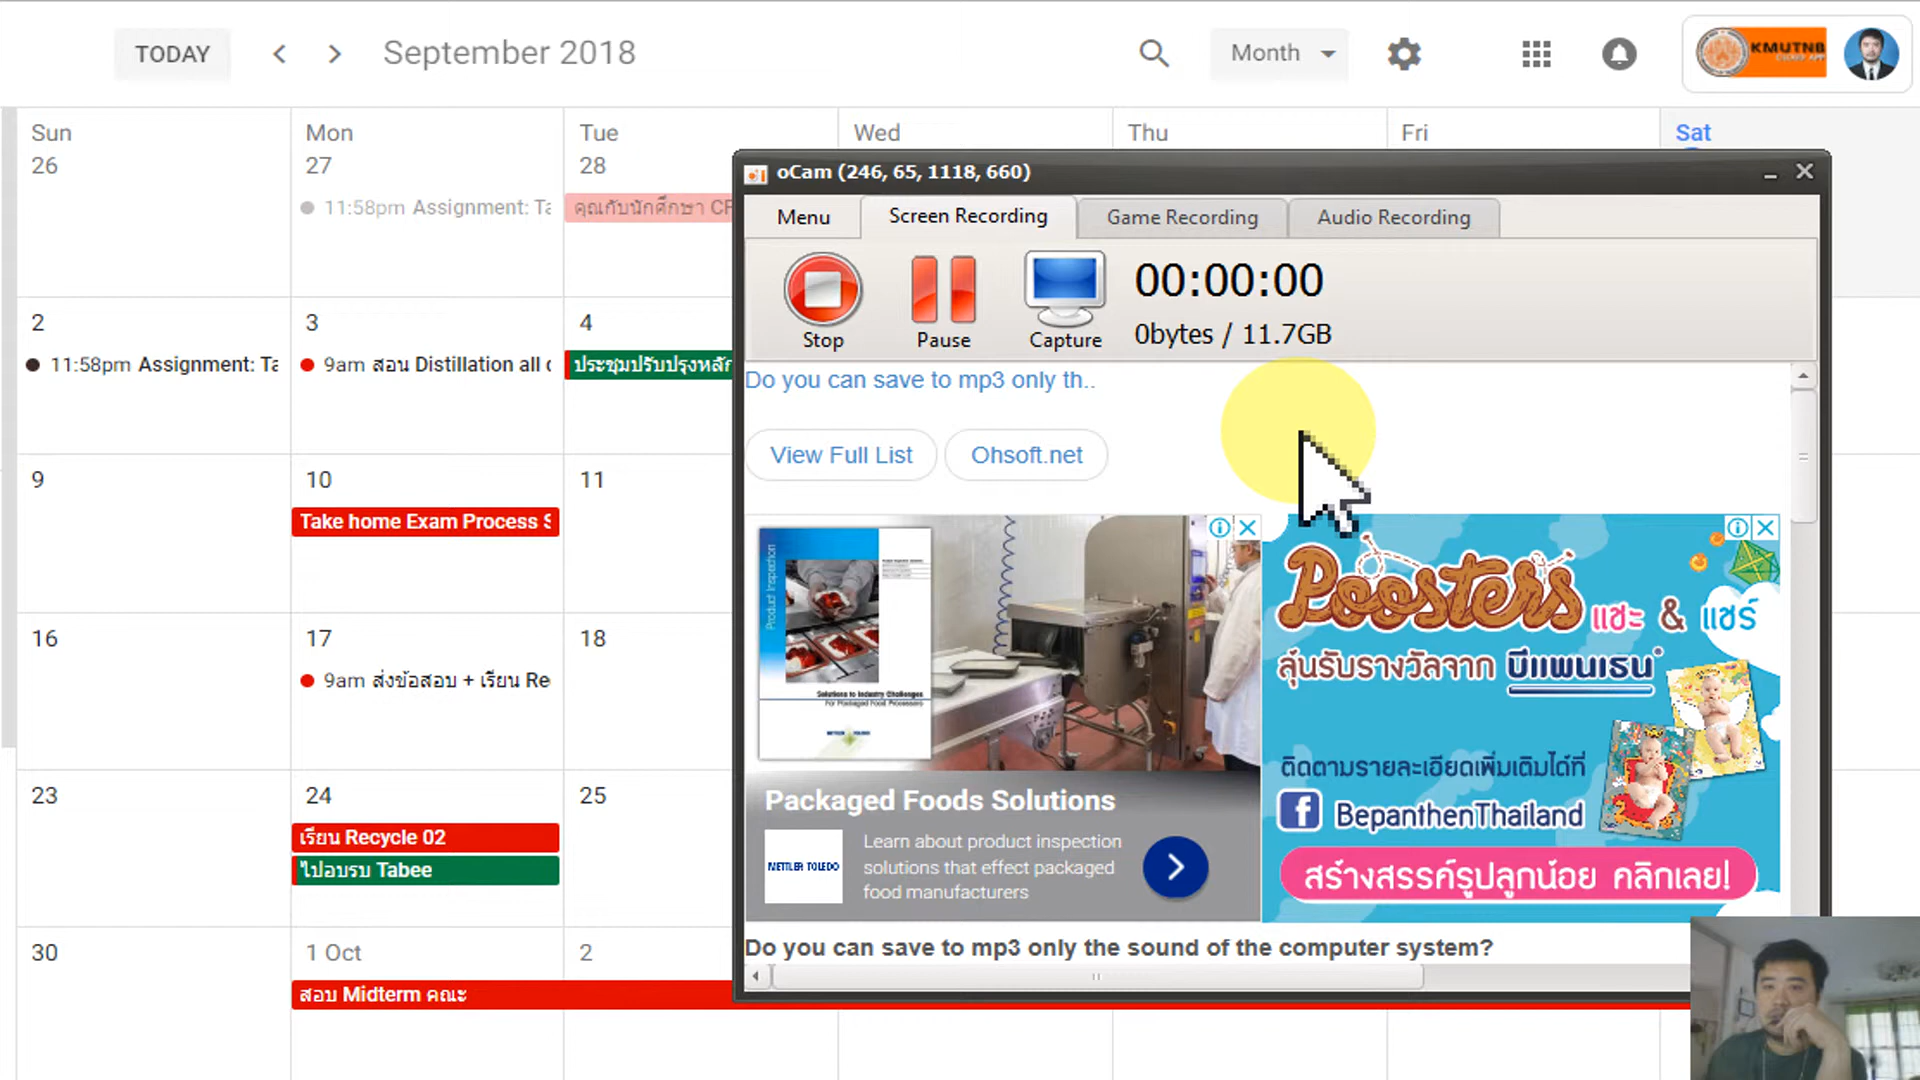 TODAY
September 2018
Month
KMUTNB
Sun
Mon
Tue
Wed
Thu
Fri
Sat
26
27
28
11:58pm Assignment: Ta
คุณกับนักศึกษา CF
2
3
4
11:58pm Assignment: Ta
9am สอน Distillation all c
ประชุมปรับปรุงหลัก
9
10
11
Take home Exam Process S
16
17
18
9am ส่งข้อสอบ + เรียน Re
23
24
25
เรียน Recycle 02
ไปอบรบ Tabee
30
1 Oct
2
สอบ Midterm คณะ
oCam (246, 65, 1118, 660)
Menu
Screen Recording
Game Recording
Audio Recording
Stop
Pause
Capture
00:00:00
0bytes / 11.7GB
Do you can save to mp3 only th..
View Full List
Ohsoft.net
Product Inspection
Solutions to Industry Challenges
For Packaged Food Processors
Packaged Foods Solutions
METTLER TOLEDO
Learn about product inspection
solutions that effect packaged
food manufacturers
Poosters แชะ & แชร์
ลุ้นรับรางวัลจาก บีแพนเธน
ติดตามรายละเอียดเพิ่มเติมได้ที่
BepanthenThailand
สร้างสรรค์รูปลูกน้อย คลิกเลย!
Do you can save to mp3 only the sound of the computer system?